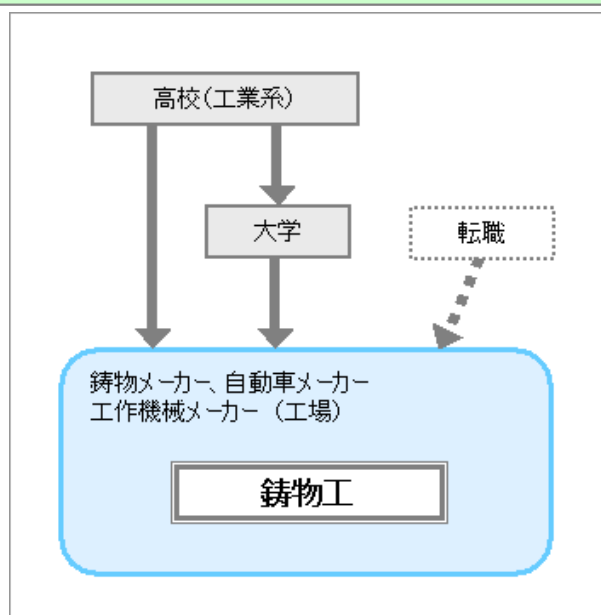 高校(工業系)
大学
転職
鋳物メーカー、自動車メーカー
工作機械メーカー（工場）
鋳物工